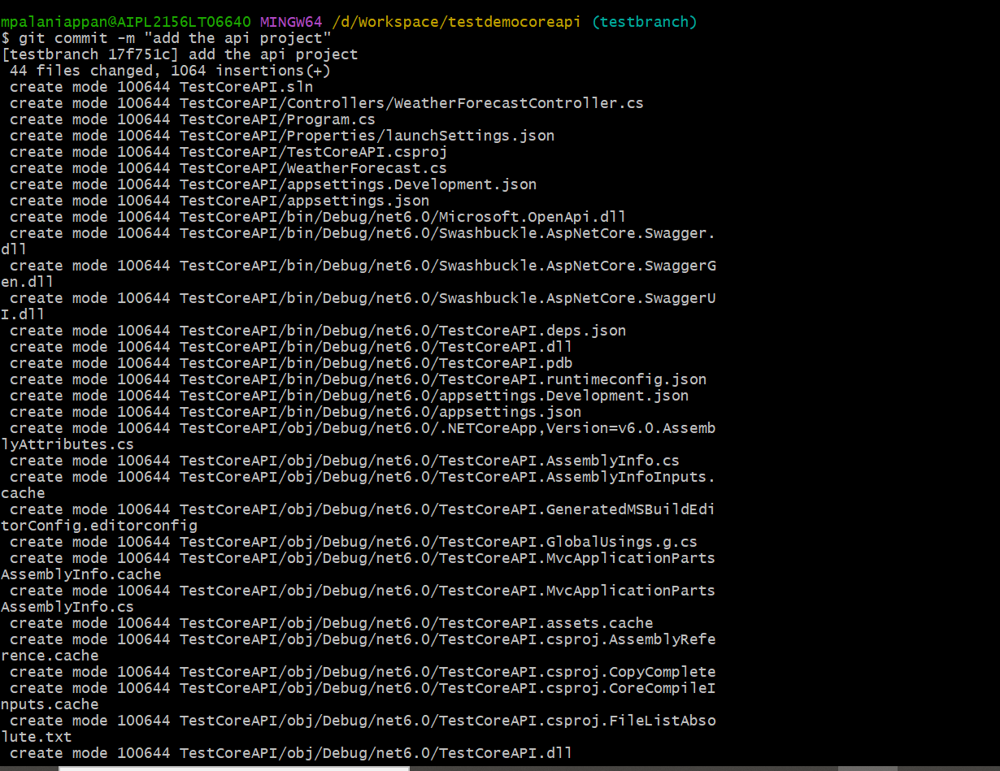 mpalaniappan@AIPL2156LT06640 MINGW64 /d/Workspace/testdemocoreapi (testbranch)
$ git commit -m "add the api project"
[testbranch 17f751c] add the api project
 44 files changed, 1064 insertions(+)
 create mode 100644 TestCoreAPI.sln
 create mode 100644 TestCoreAPI/Controllers/WeatherForecastController.cs
 create mode 100644 TestCoreAPI/Program.cs
 create mode 100644 TestCoreAPI/Properties/launchSettings.json
 create mode 100644 TestCoreAPI/TestCoreAPI.csproj
 create mode 100644 TestCoreAPI/WeatherForecast.cs
 create mode 100644 TestCoreAPI/appsettings.Development.json
 create mode 100644 TestCoreAPI/appsettings.json
 create mode 100644 TestCoreAPI/bin/Debug/net6.0/Microsoft.OpenApi.dll
 create mode 100644 TestCoreAPI/bin/Debug/net6.0/Swashbuckle.AspNetCore.Swagger.
dll
 create mode 100644 TestCoreAPI/bin/Debug/net6.0/Swashbuckle.AspNetCore.SwaggerG
en.dll
 create mode 100644 TestCoreAPI/bin/Debug/net6.0/Swashbuckle.AspNetCore.SwaggerU
I.dll
 create mode 100644 TestCoreAPI/bin/Debug/net6.0/TestCoreAPI.deps.json
 create mode 100644 TestCoreAPI/bin/Debug/net6.0/TestCoreAPI.dll
 create mode 100644 TestCoreAPI/bin/Debug/net6.0/TestCoreAPI.pdb
 create mode 100644 TestCoreAPI/bin/Debug/net6.0/TestCoreAPI.runtimeconfig.json
 create mode 100644 TestCoreAPI/bin/Debug/net6.0/appsettings.Development.json
 create mode 100644 TestCoreAPI/bin/Debug/net6.0/appsettings.json
 create mode 100644 TestCoreAPI/obj/Debug/net6.0/.NETCoreApp,Version=v6.0.Assemb
lyAttributes.cs
 create mode 100644 TestCoreAPI/obj/Debug/net6.0/TestCoreAPI.AssemblyInfo.cs
 create mode 100644 TestCoreAPI/obj/Debug/net6.0/TestCoreAPI.AssemblyInfoInputs.
cache
 create mode 100644 TestCoreAPI/obj/Debug/net6.0/TestCoreAPI.GeneratedMSBuildEdi
torConfig.editorconfig
 create mode 100644 TestCoreAPI/obj/Debug/net6.0/TestCoreAPI.GlobalUsings.g.cs
 create mode 100644 TestCoreAPI/obj/Debug/net6.0/TestCoreAPI.MvcApplicationParts
AssemblyInfo.cache
 create mode 100644 TestCoreAPI/obj/Debug/net6.0/TestCoreAPI.MvcApplicationParts
AssemblyInfo.cs
 create mode 100644 TestCoreAPI/obj/Debug/net6.0/TestCoreAPI.assets.cache
 create mode 100644 TestCoreAPI/obj/Debug/net6.0/TestCoreAPI.csproj.AssemblyRefe
rence.cache
 create mode 100644 TestCoreAPI/obj/Debug/net6.0/TestCoreAPI.csproj.CopyComplete
 create mode 100644 TestCoreAPI/obj/Debug/net6.0/TestCoreAPI.csproj.CoreCompileI
nputs.cache
 create mode 100644 TestCoreAPI/obj/Debug/net6.0/TestCoreAPI.csproj.FileListAbso
lute.txt
 create mode 100644 TestCoreAPI/obj/Debug/net6.0/TestCoreAPI.dll